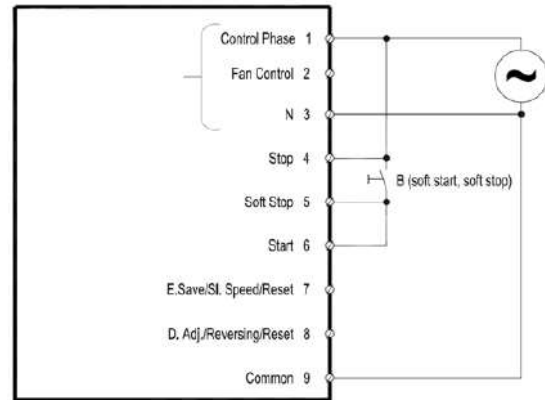 Control Phase 1
Fan Control 2
N 3
Stop 4
B (soft start, soft stop)
Soft Stop 5
Start 6
E.Save/Sl. Speed/Reset 7
D. Adj./Reversing/Reset 8
Common 9